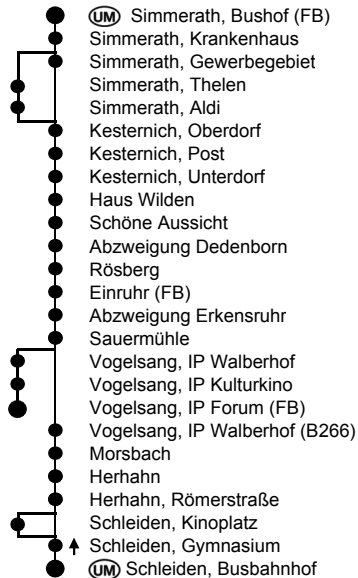 UM Simmerath, Bushof (FB)
Simmerath, Krankenhaus
Simmerath, Gewerbegebiet
Simmerath, Thelen
Simmerath, Aldi
Kesternich, Oberdorf
Kesternich, Post
Kesternich, Unterdorf
Haus Wilden
Schöne Aussicht
Abzweigung Dedenborn
Rösberg
Einruhr (FB)
Abzweigung Erkensruhr
Sauermühle
Vogelsang, IP Walberhof
Vogelsang, IP Kulturkino
Vogelsang, IP Forum (FB)
Vogelsang, IP Walberhof (B266)
Morsbach
Herhahn
Herhahn, Römerstraße
Schleiden, Kinoplatz
Schleiden, Gymnasium
UM Schleiden, Busbahnhof